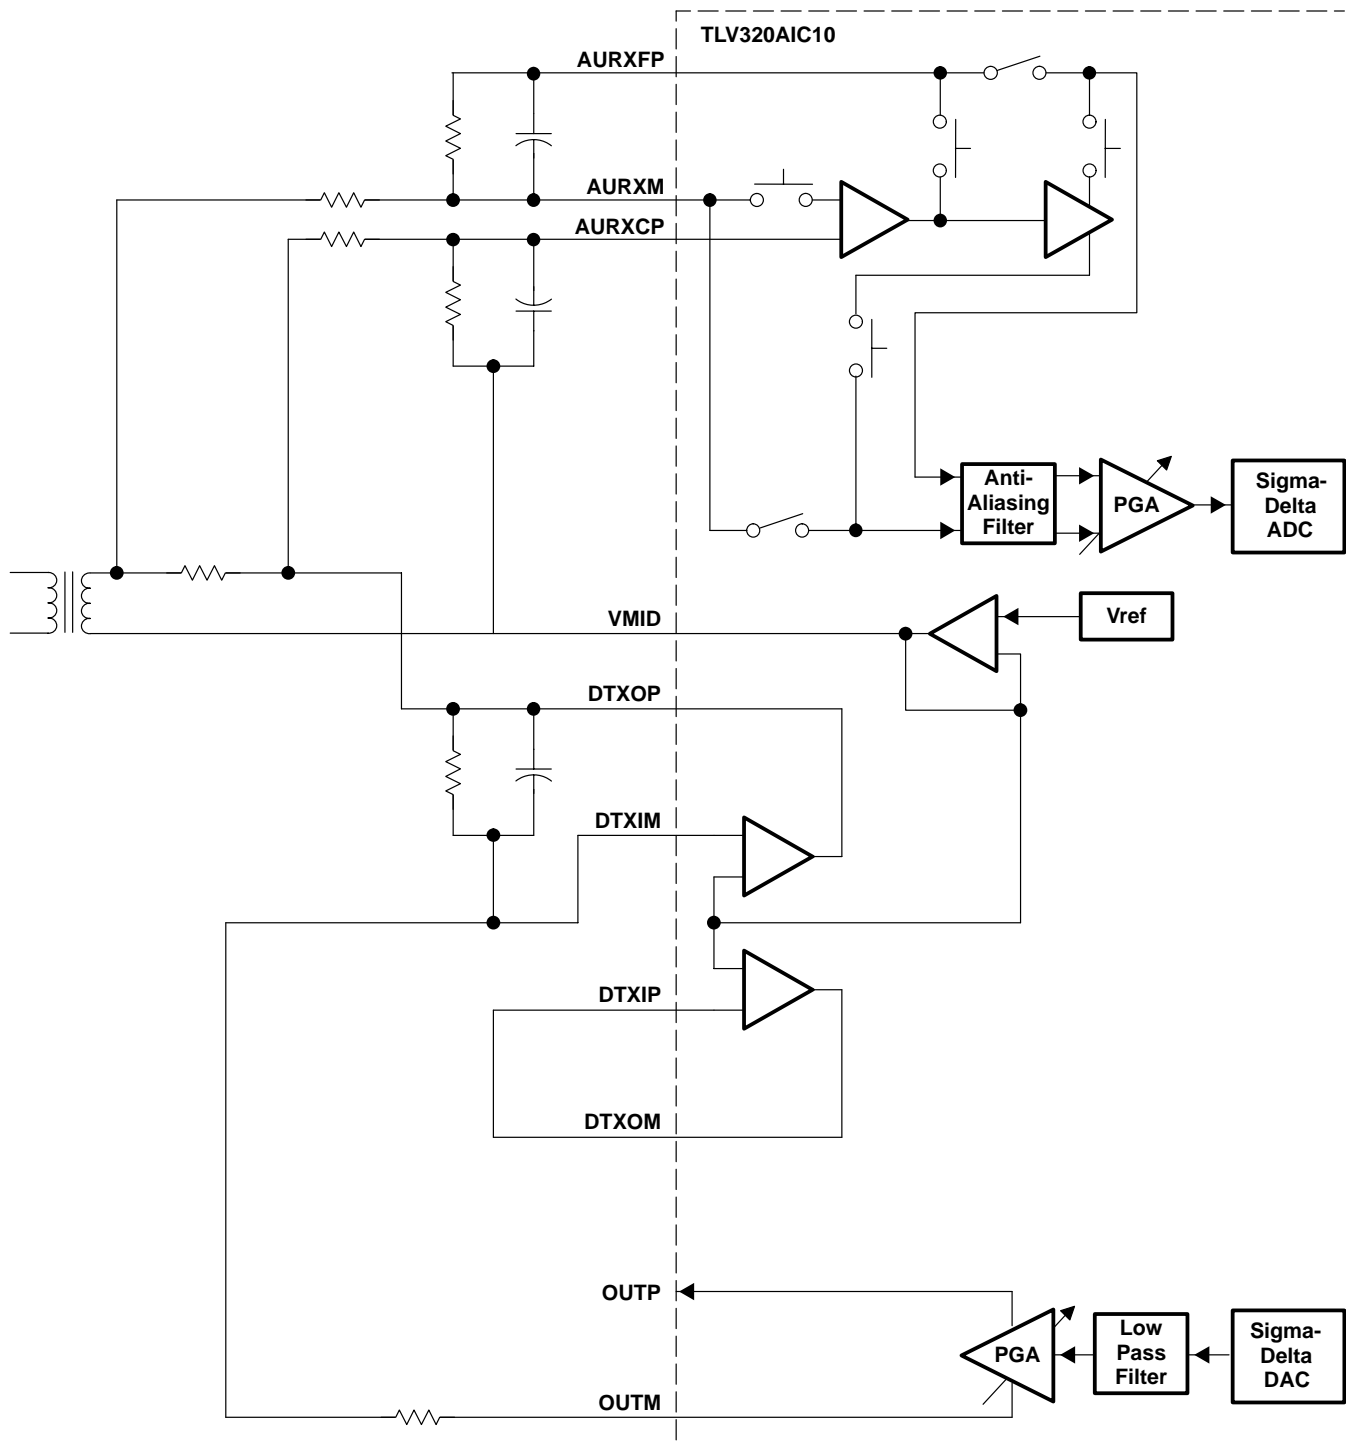 TLV320AIC10
AURXFP
AURXM
AURXCP
Anti-
Aliasing
Filter
PGA
Sigma-
Delta
ADC
VMID
Vref
DTXOP
DTXIM
DTXIP
DTXOM
OUTP
PGA
Low
Pass
Filter
Sigma-
Delta
DAC
OUTM